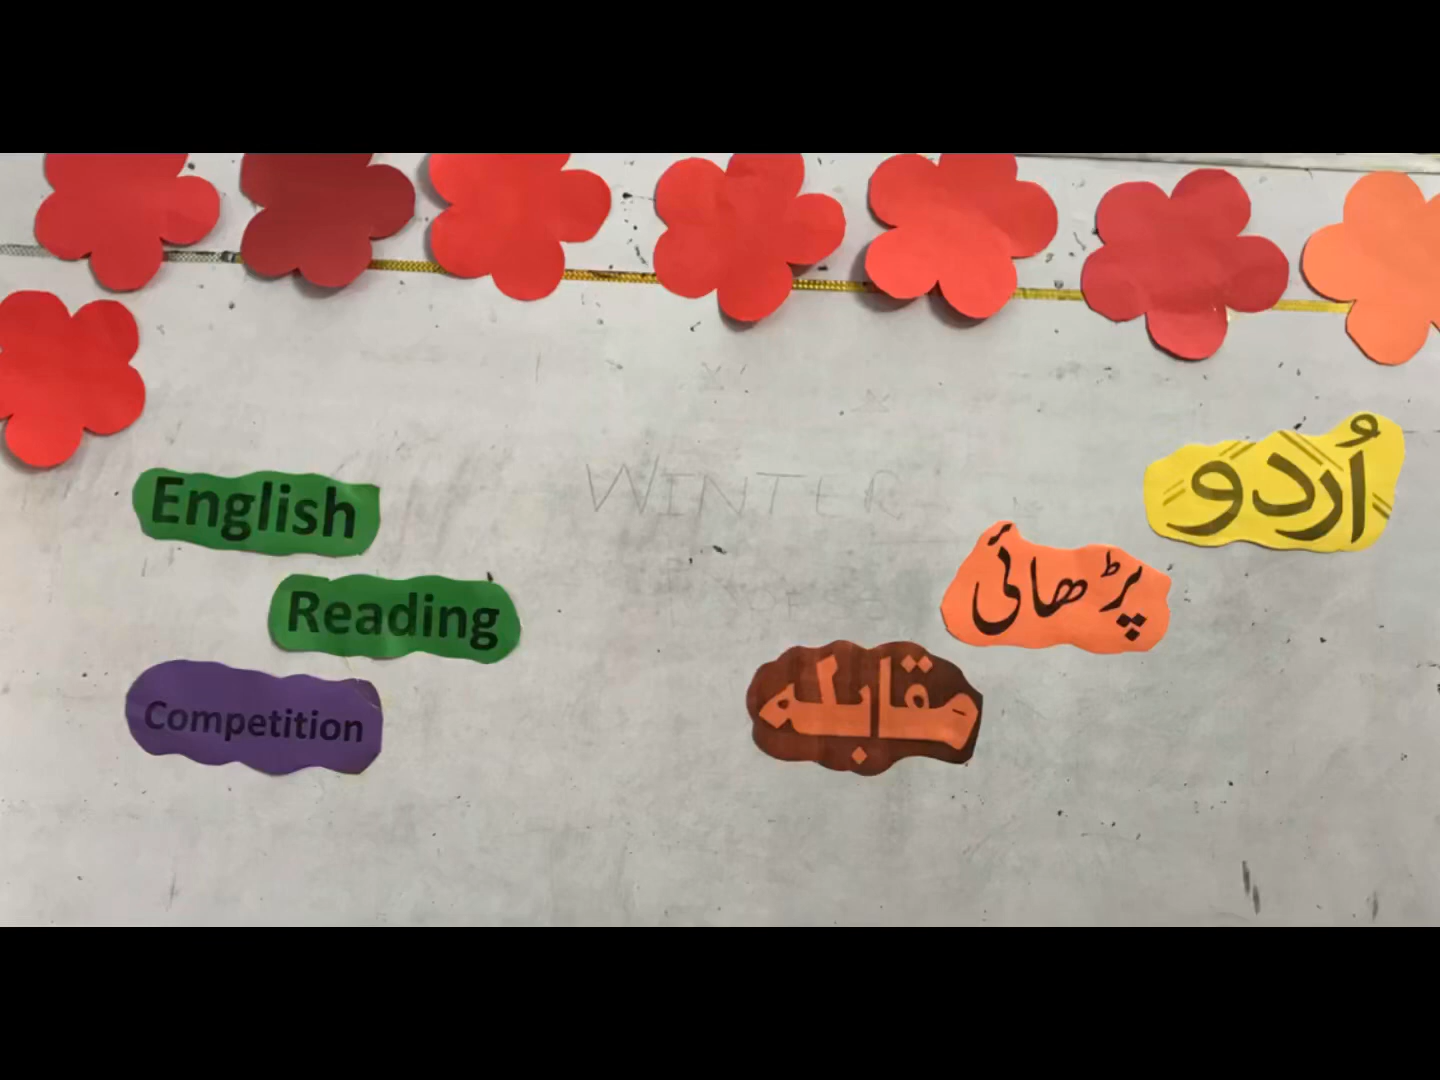 English
Reading
Competition
WINTER
اُردو
پڑھائی
مقابلہ